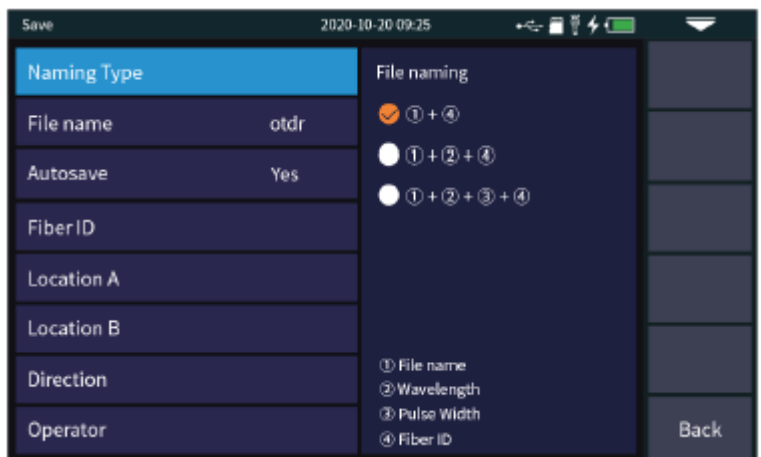 Save 2020-10-20 09:25
Naming Type
File name otdr
Autosave Yes
Fiber ID
Location A
Location B
Direction
Operator
File naming
①+④
①+②+④
①+②+③+④
① File name
② Wavelength
③ Pulse Width
④ Fiber ID
Back